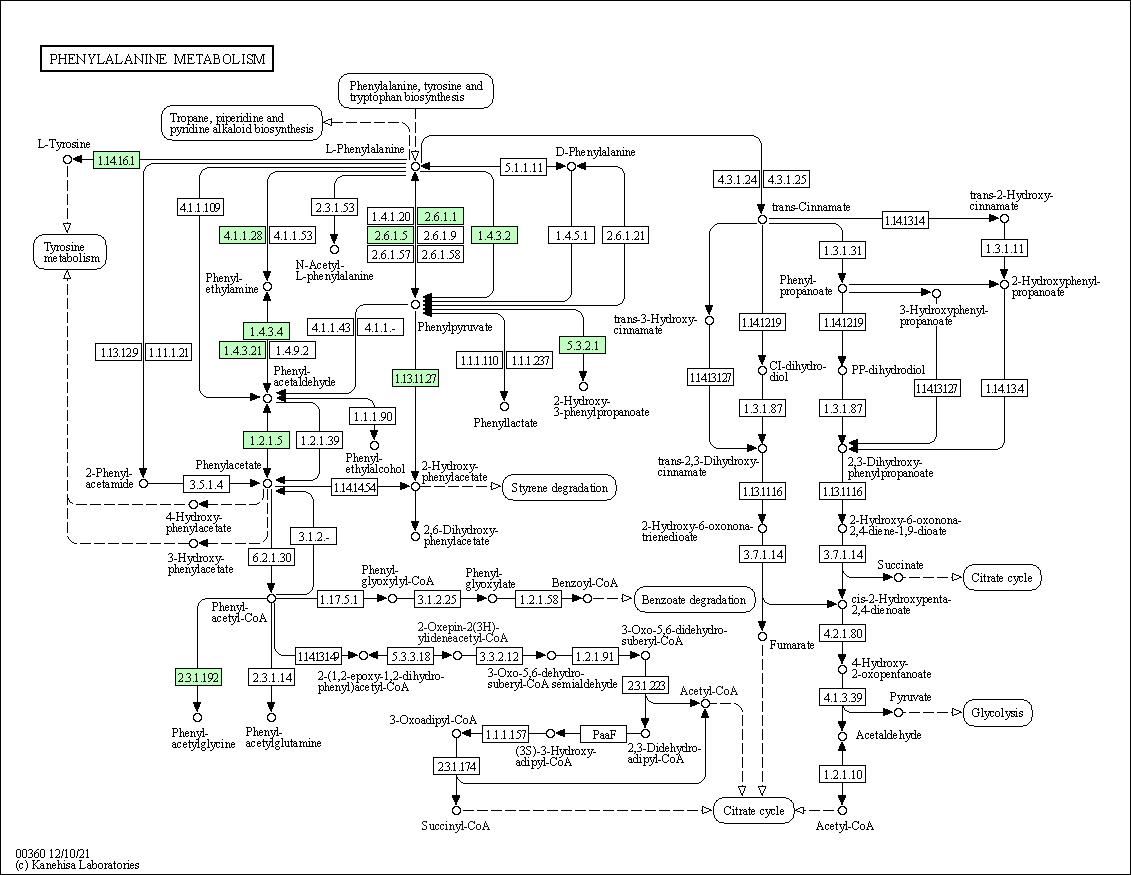 PHENYLALANINE METABOLISM
Phenylalanine, tyrosine and
tryptophan biosynthesis
Tropane, piperidine and
pyridine alkaloid biosynthesis
L-Tyrosine
1.14.16.1
L-Phenylalanine
5.1.1.11
D-Phenylalanine
4.3.1.24
4.3.1.25
trans-Cinnamate
1.14.13.14
trans-2-Hydroxy-
cinnamate
4.1.1.109
2.3.1.53
1.4.1.20
2.6.1.1
4.1.1.28
4.1.1.53
2.6.1.5
2.6.1.9
1.4.3.2
1.4.5.1
2.6.1.21
2.6.1.57
2.6.1.58
Tyrosine
metabolism
N-Acetyl-
L-phenylalanine
1.3.1.31
1.3.1.11
Phenyl-
ethylamine
Phenyl-
propanoate
2-Hydroxyphenyl-
propanoate
3-Hydroxyphenyl-
propanoate
trans-3-Hydroxy-
cinnamate
Phenylpyruvate
1.4.3.4
4.1.1.43
4.1.1.-
1.14.12.19
1.14.12.19
1.13.12.9
1.11.1.21
1.4.3.21
1.4.9.2
1.1.1.110
1.1.1.237
5.3.2.1
Phenyl-
acetaldehyde
1.13.11.27
1.14.13.127
CI-dihydro-
diol
PP-dihydrodiol
1.14.13.127
1.14.13.4
1.1.1.90
Phenyllactate
2-Hydroxy-
3-phenylpropanoate
1.3.1.87
1.3.1.87
1.2.1.5
1.2.1.39
Phenyl-
ethylalcohol
trans-2,3-Dihydroxy-
cinnamate
2,3-Dihydroxy-
phenylpropanoate
2-Phenyl-
acetamide
3.5.1.4
Phenylacetate
1.14.14.54
2-Hydroxy-
phenylacetate
Styrene degradation
1.13.11.16
1.13.11.16
4-Hydroxy-
phenylacetate
3-Hydroxy-
phenylacetate
3.1.2.-
2,6-Dihydroxy-
phenylacetate
2-Hydroxy-6-oxonona-
trienedioate
2-Hydroxy-6-oxonona-
2,4-diene-1,9-dioate
6.2.1.30
3.7.1.14
3.7.1.14
Succinate
Citrate cycle
Phenyl-
acetyl-CoA
1.17.5.1
Phenyl-
glyoxylyl-CoA
3.1.2.25
Phenyl-
glyoxylate
1.2.1.58
Benzoyl-CoA
Benzoate degradation
cis-2-Hydroxypenta-
2,4-dienoate
Fumarate
4.2.1.80
1.14.13.149
5.3.3.18
2-Oxepin-2(3H)-
ylideneacetyl-CoA
3.3.2.12
1.2.1.91
3-Oxo-5,6-didehydro-
suberyl-CoA
2-(1,2-epoxy-1,2-dihydro-
phenyl)acetyl-CoA
3-Oxo-5,6-dehydro-
suberyl-CoA semialdehyde
4-Hydroxy-
2-oxopentanoate
2.3.1.192
2.3.1.14
2.3.1.223
Acetyl-CoA
4.1.3.39
Pyruvate
Glycolysis
Phenyl-
acetylglycine
Phenyl-
acetylglutamine
3-Oxoadipyl-CoA
1.1.1.157
(3S)-3-Hydroxy-
adipyl-CoA
PaaF
2,3-Didehydro-
adipyl-CoA
Acetaldehyde
2.3.1.174
1.2.1.10
Succinyl-CoA
Citrate cycle
Acetyl-CoA
00360 12/10/21
(c) Kanehisa Laboratories